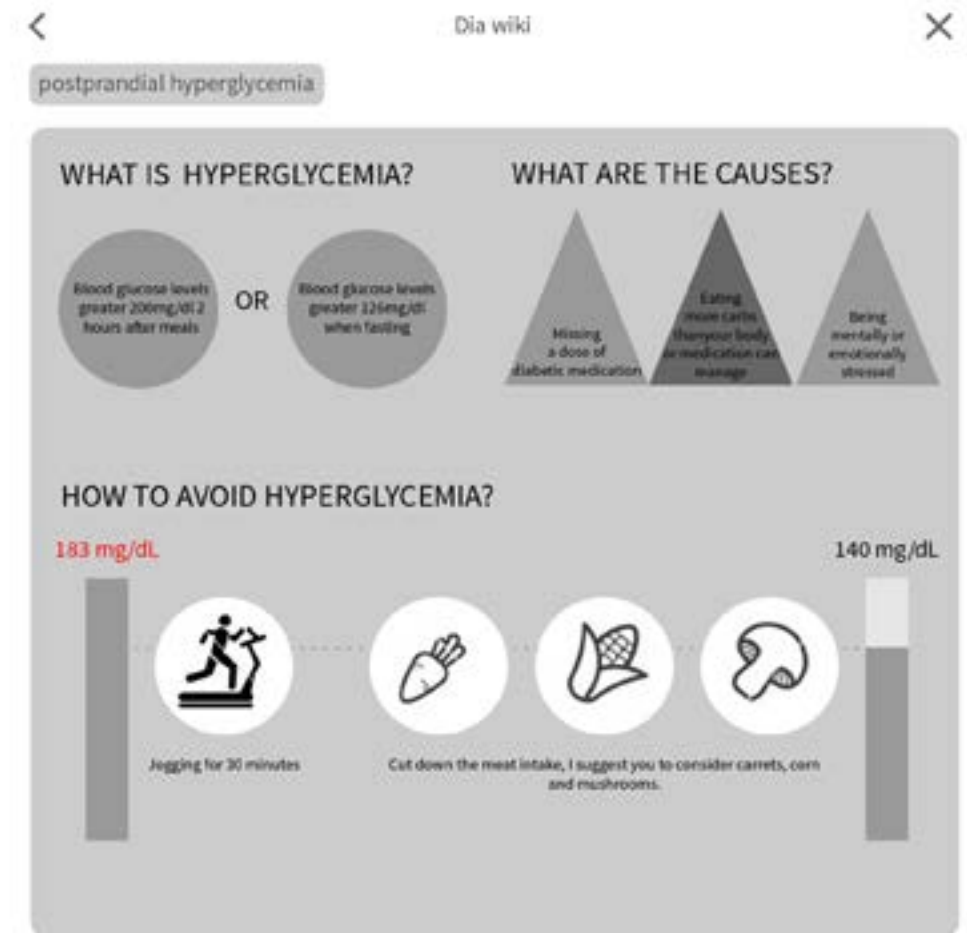 Dia wiki
postprandial hyperglycemia
WHAT IS HYPERGLYCEMIA?
Blood glucose levels
greater 200mg/dl 2
hours after meals
OR
Blood glucose levels
greater 126mg/dl
when fasting
WHAT ARE THE CAUSES?
Missing
a dose of
diabetic medication
Eating
more carbs
thanyour body
or medication can
manage
Being
mentally or
emotionally
stressed
HOW TO AVOID HYPERGLYCEMIA?
183 mg/dL
140 mg/dL
Jogging for 30 minutes
Cut down the meat intake, I suggest you to consider carrets, corn
and mushrooms.